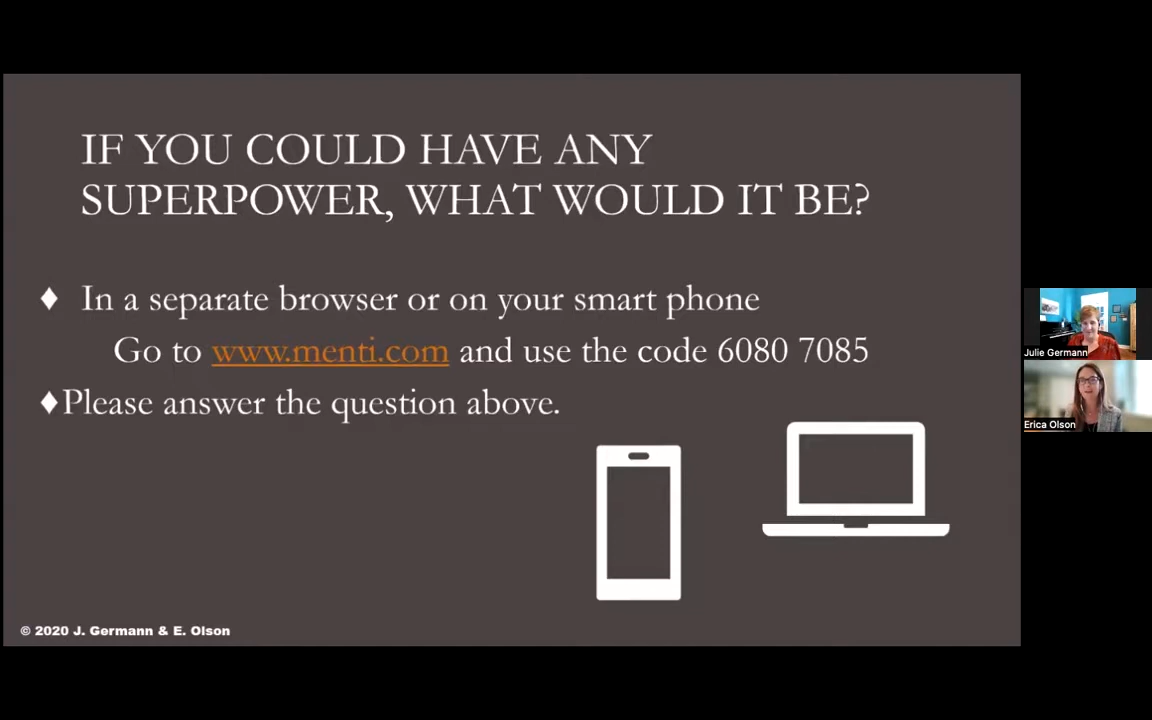 IF YOU COULD HAVE ANY
SUPERPOWER, WHAT WOULD IT BE?
♦ In a separate browser or on your smart phone
Go to www.menti.com and use the code 6080 7085
♦Please answer the question above.
© 2020 J. Germann & E. Olson
Julie Germann
Erica Olson